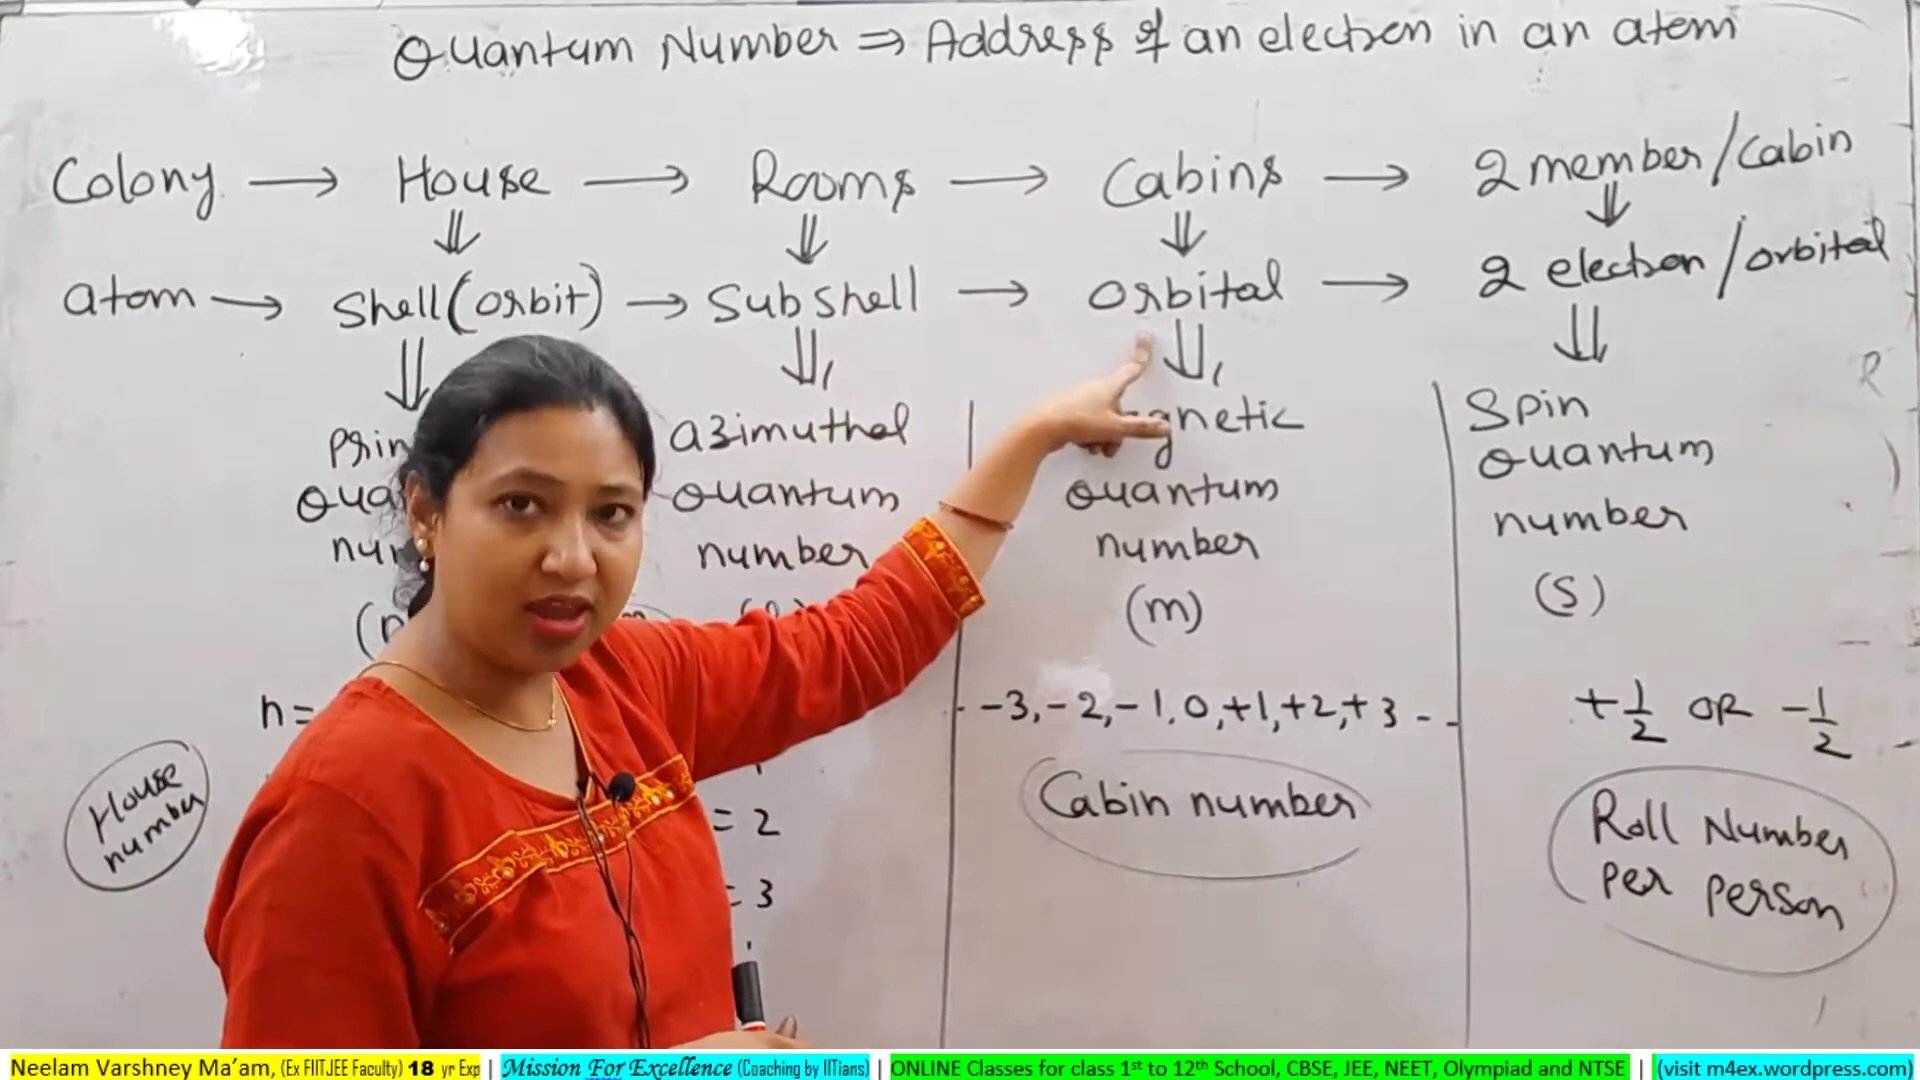 Quantum Number ⇒ Address of an electron in an atom
Colony → House → Rooms → Cabins → 2 member/cabin
atom → Shell (orbit) → Subshell → Orbital → 2 electron/orbital
azimuthal
quantum
number
quantum
number
(m)
Spin
quantum
number
(s)
n=
= 2
= 3
-3, -2, -1, 0, +1, +2, +3 - -
+1/2 OR -1/2
House
number
Cabin number
Roll Number
Per Person
Neelam Varshney Ma'am, (Ex FIITJEE Faculty) 18 yr Exp | Mission For Excellence (Coaching by IITians) | ONLINE Classes for class 1st to 12th School, CBSE, JEE, NEET, Olympiad and NTSE | (visit m4ex.wordpress.com)